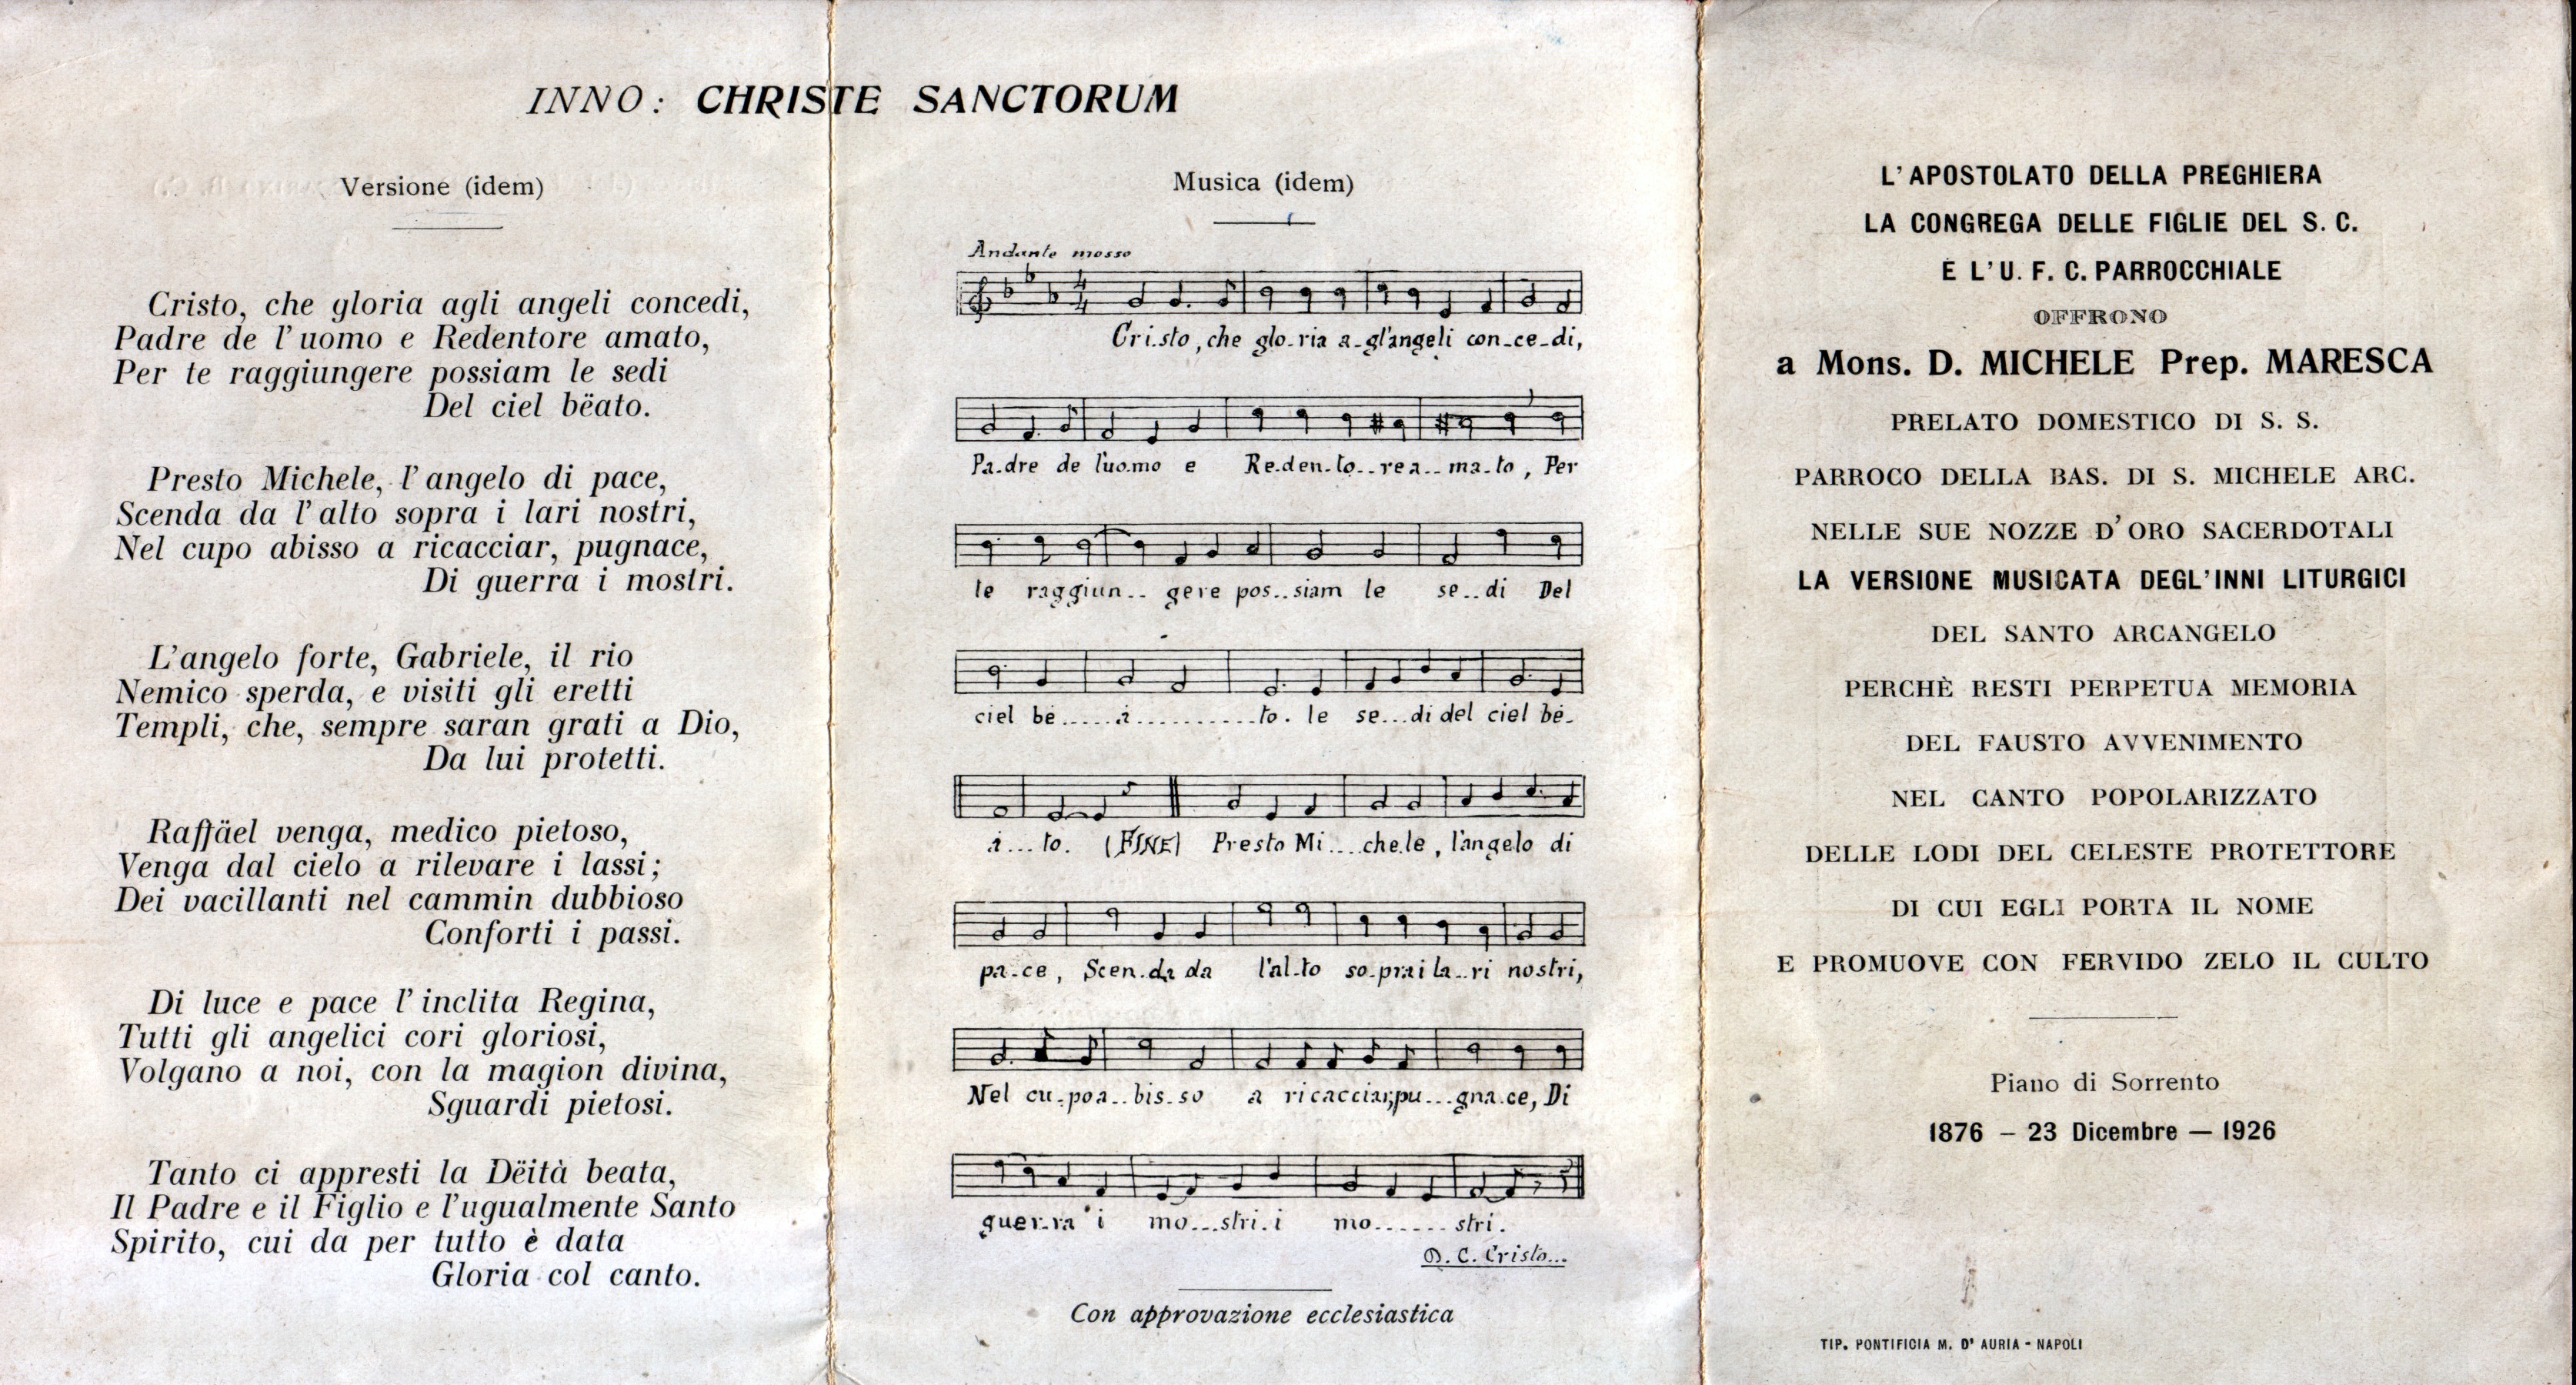 INNO: CHRISTE SANCTORUM
Versione (idem)
Cristo, che gloria agli angeli concedi,
Padre de l'uomo e Redentore amato,
Per te raggiungere possiam le sedi
Del ciel bëato.
Presto Michele, l'angelo di pace,
Scenda da l'alto sopra i lari nostri,
Nel cupo abisso a ricacciar, pugnace,
Di guerra i mostri.
L'angelo forte, Gabriele, il rio
Nemico sperda, e visiti gli eretti
Templi, che, sempre saran grati a Dio,
Da lui protetti.
Raffäel venga, medico pietoso,
Venga dal cielo a rilevare i lassi;
Dei vacillanti nel cammin dubbioso
Conforti i passi.
Di luce e pace l'inclita Regina,
Tutti gli angelici cori gloriosi,
Volgano a noi, con la magion divina,
Sguardi pietosi.
Tanto ci appresti la Dëità beata,
Il Padre e il Figlio e l'ugualmente Santo
Spirito, cui da per tutto è data
Gloria col canto.
Musica (idem)
Andante mosso
Cri.sto, che glo-ria a-gl'angeli con-ce-di,
Pa-dre de l'uo.mo e Re.den-to..re a..ma-to, Per
te raggiun.. gere pos..siam le se..di Del
ciel bë.....a..........to. le se...di del ciel bë-
a...to. (FINE) Presto Mi....che.le, l'angelo di
pa-ce, Scen.da da l'al-to so-pra i la..ri nostri,
Nel cu-po a..bis-so a ricacciar, pu...gna.ce, Di
guer-ra i mo...stri.i mo...... stri.
D. C. Cristo...
Con approvazione ecclesiastica
L'APOSTOLATO DELLA PREGHIERA
LA CONGREGA DELLE FIGLIE DEL S. C.
E L'U. F. C. PARROCCHIALE
OFFRONO
a Mons. D. MICHELE Prep. MARESCA
PRELATO DOMESTICO DI S. S.
PARROCO DELLA BAS. DI S. MICHELE ARC.
NELLE SUE NOZZE D'ORO SACERDOTALI
LA VERSIONE MUSICATA DEGL'INNI LITURGICI
DEL SANTO ARCANGELO
PERCHÈ RESTI PERPETUA MEMORIA
DEL FAUSTO AVVENIMENTO
NEL CANTO POPOLARIZZATO
DELLE LODI DEL CELESTE PROTETTORE
DI CUI EGLI PORTA IL NOME
E PROMUOVE CON FERVIDO ZELO IL CULTO
Piano di Sorrento
1876 – 23 Dicembre — 1926
TIP. PONTIFICIA M. D'AURIA - NAPOLI